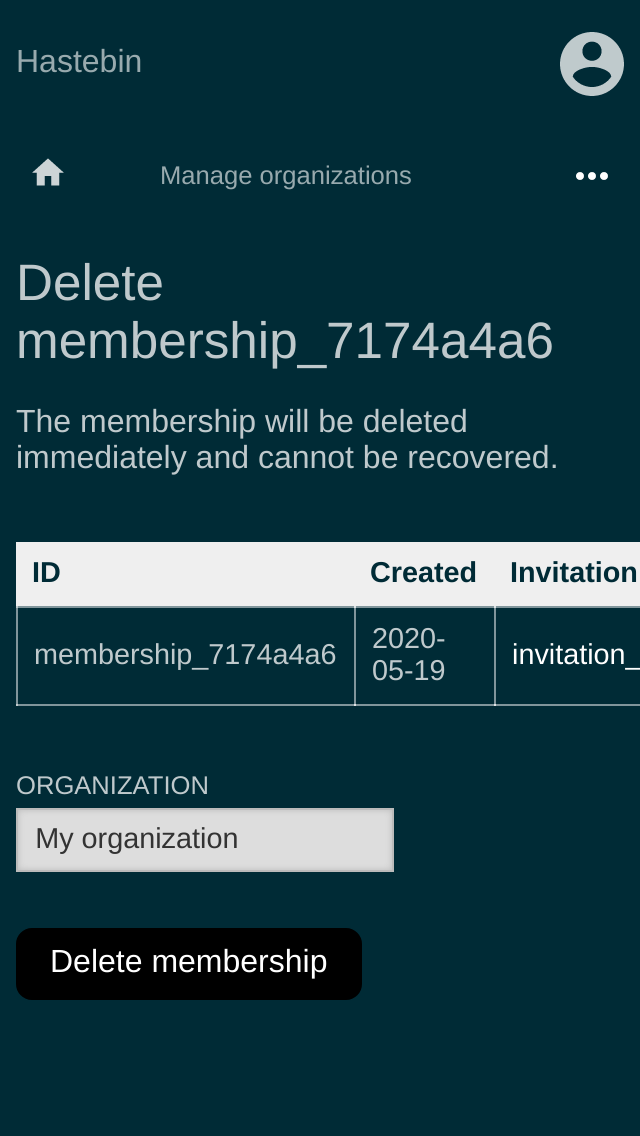 Hastebin
Manage organizations
Delete
membership_7174a4a6
The membership will be deleted
immediately and cannot be recovered.
ID Created Invitation
membership_7174a4a6 2020-
05-19 invitation_
ORGANIZATION
My organization
Delete membership